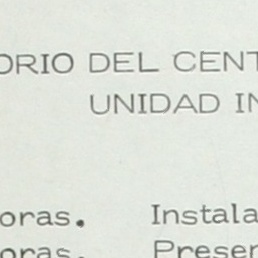 ORIO DEL CENT
UNIDAD IN
oras. Instala
oras. Presen